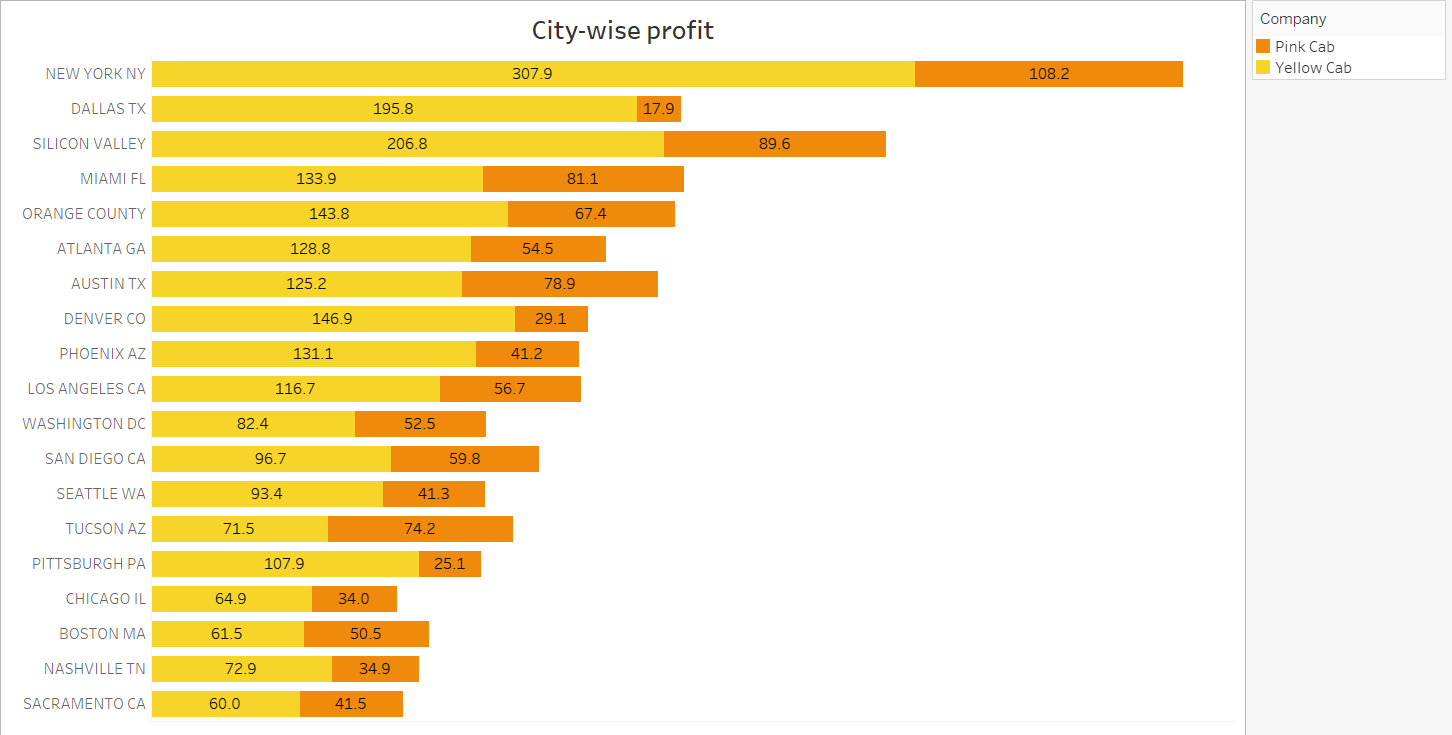 City-wise profit
NEW YORK NY 307.9 108.2
DALLAS TX 195.8 17.9
SILICON VALLEY 206.8 89.6
MIAMI FL 133.9 81.1
ORANGE COUNTY 143.8 67.4
ATLANTA GA 128.8 54.5
AUSTIN TX 125.2 78.9
DENVER CO 146.9 29.1
PHOENIX AZ 131.1 41.2
LOS ANGELES CA 116.7 56.7
WASHINGTON DC 82.4 52.5
SAN DIEGO CA 96.7 59.8
SEATTLE WA 93.4 41.3
TUCSON AZ 71.5 74.2
PITTSBURGH PA 107.9 25.1
CHICAGO IL 64.9 34.0
BOSTON MA 61.5 50.5
NASHVILLE TN 72.9 34.9
SACRAMENTO CA 60.0 41.5
Company
Pink Cab
Yellow Cab